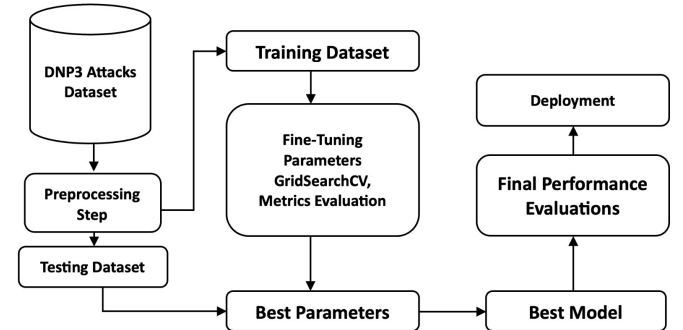 DNP3 Attacks
Dataset
Preprocessing
Step
Testing Dataset
Training Dataset
Fine-Tuning
Parameters
GridSearchCV,
Metrics Evaluation
Best Parameters
Best Model
Final Performance
Evaluations
Deployment